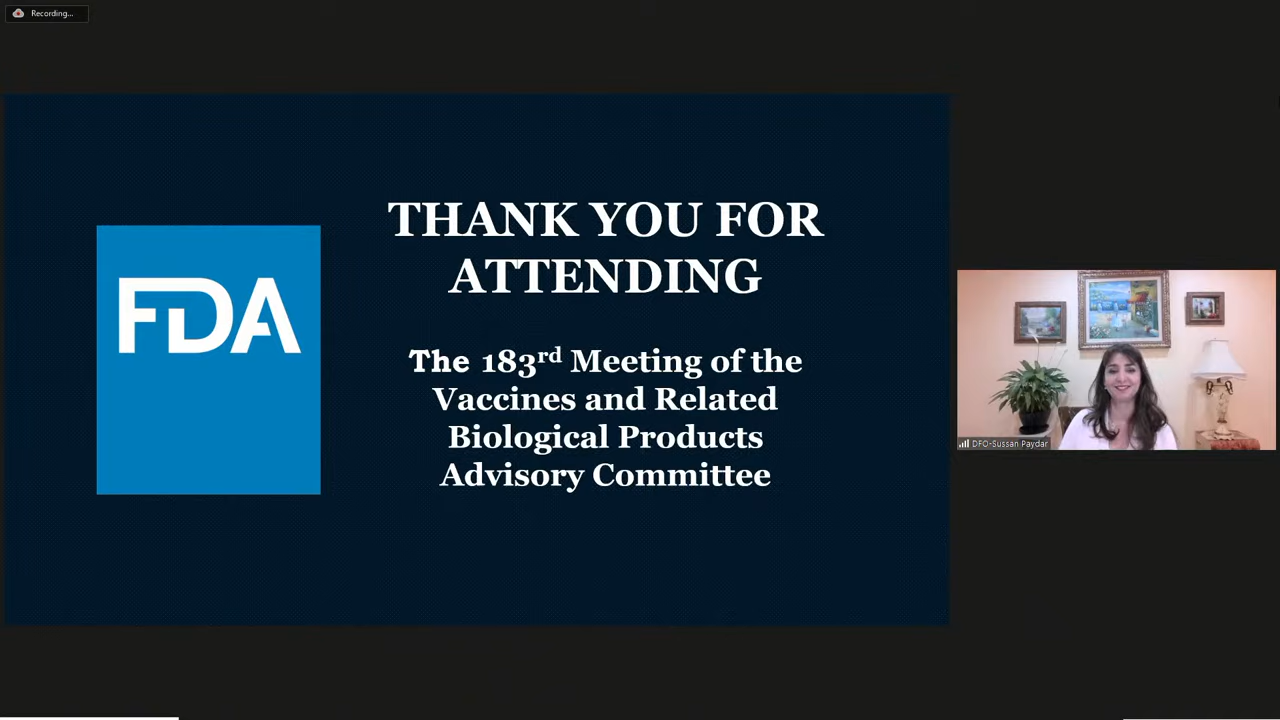 Recording...
FDA
THANK YOU FOR
ATTENDING
The 183rd Meeting of the
Vaccines and Related
Biological Products
Advisory Committee
DFO-Sussan Paydar